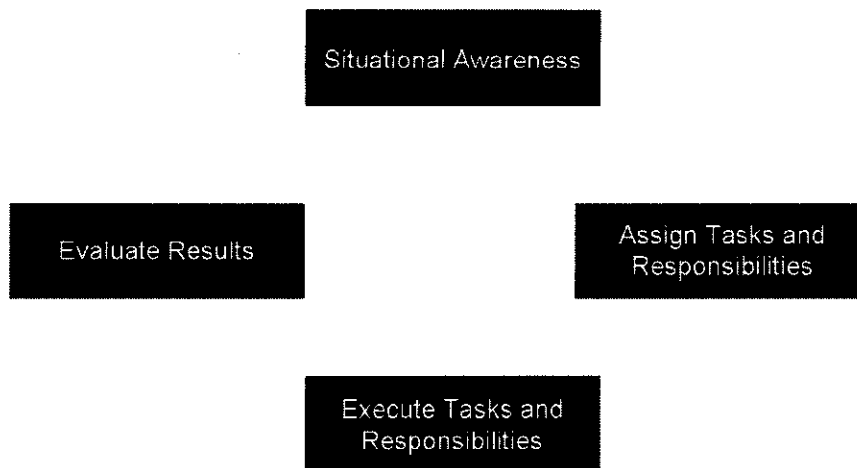 Situational Awareness
Evaluate Results
Assign Tasks and
Responsibilities
Execute Tasks and
Responsibilities